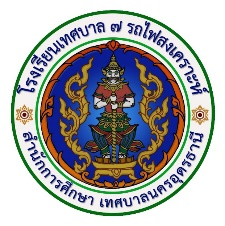 โรงเรียนเทศบาล ๗ รถไฟสงเคราะห์
สำนักการศึกษา เทศบาลนครอุดรธานี